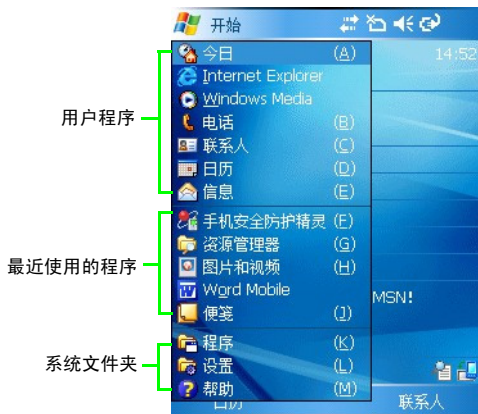 开始
今日 (A)
14:52
Internet Explorer
Windows Media
电话 (B)
联系人 (C)
日历 (D)
信息 (E)
用户程序
手机安全防护精灵 (F)
资源管理器 (G)
图片和视频 (H)
Word Mobile
便笺 (J)
最近使用的程序
MSN!
程序 (K)
设置 (L)
帮助 (M)
系统文件夹
日历
联系人